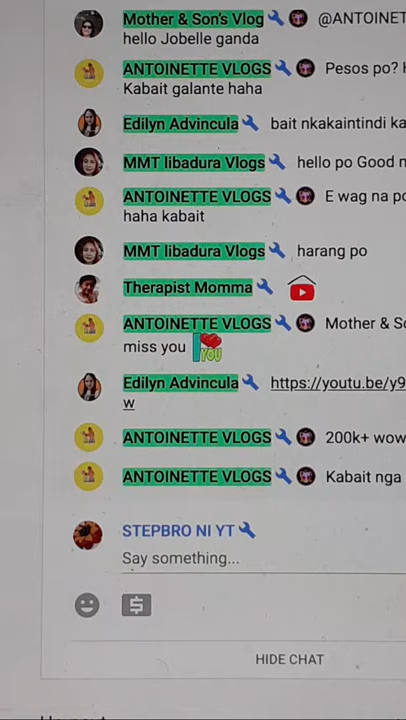 Mother & Son's Vlog @ANTOINET
hello Jobelle ganda
ANTOINETTE VLOGS Pesos po?
Kabait galante haha
Edilyn Advincula bait nkakaintindi ka
MMT libadura Vlogs hello po Good
ANTOINETTE VLOGS E wag na po
haha kabait
MMT libadura Vlogs harang po
Therapist Momma
ANTOINETTE VLOGS Mother & So
miss you YOU
Edilyn Advincula https://youtu.be/y9
w
ANTOINETTE VLOGS 200k+ wow
ANTOINETTE VLOGS Kabait nga
STEPBRO NI YT
Say something...
HIDE CHAT